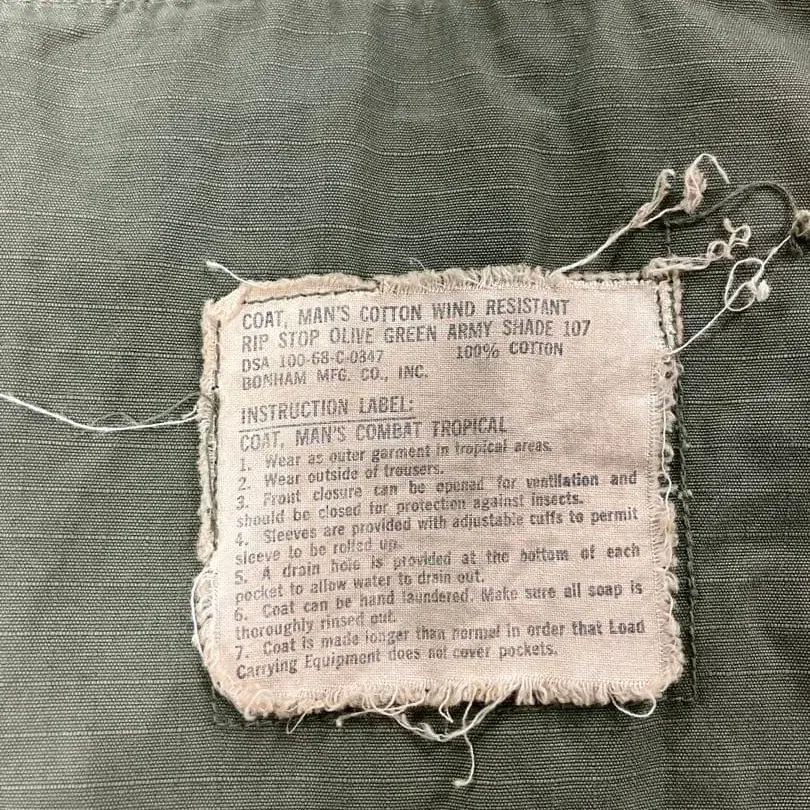 COAT, MAN'S COTTON WIND RESISTANT
RIP STOP OLIVE GREEN ARMY SHADE 107
DSA 100-68-C-0347 100% COTTON
BONHAM MFG. CO., INC.
INSTRUCTION LABEL:
COAT, MAN'S COMBAT TROPICAL
1. Wear as outer garment in tropical areas.
2. Wear outside of trousers.
3. Front closure can be opened for ventilation and
should be closed for protection against insects.
4. Sleeves are provided with adjustable cuffs to permit
sleeve to be rolled up.
5. A drain hole is provided at the bottom of each
pocket to allow water to drain out.
6. Coat can be hand laundered. Make sure all soap is
thoroughly rinsed out.
7. Coat is made longer than normal in order that Load
Carrying Equipment does not cover pockets.